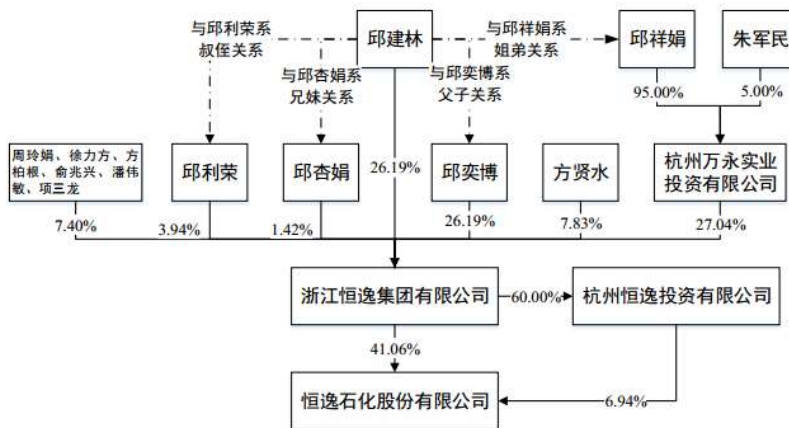 与邱利荣系
叔侄关系
邱建林
与邱祥娟系
姐弟关系
邱祥娟
朱军民
与邱杏娟系
兄妹关系
与邱奕博系
父子关系
95.00%
5.00%
周玲娟、徐力方、方
柏根、俞兆兴、潘伟
敏、项三龙
邱利荣
邱杏娟
26.19%
邱奕博
方贤水
杭州万永实业
投资有限公司
7.40%
3.94%
1.42%
26.19%
7.83%
27.04%
浙江恒逸集团有限公司
60.00%
杭州恒逸投资有限公司
41.06%
恒逸石化股份有限公司
6.94%